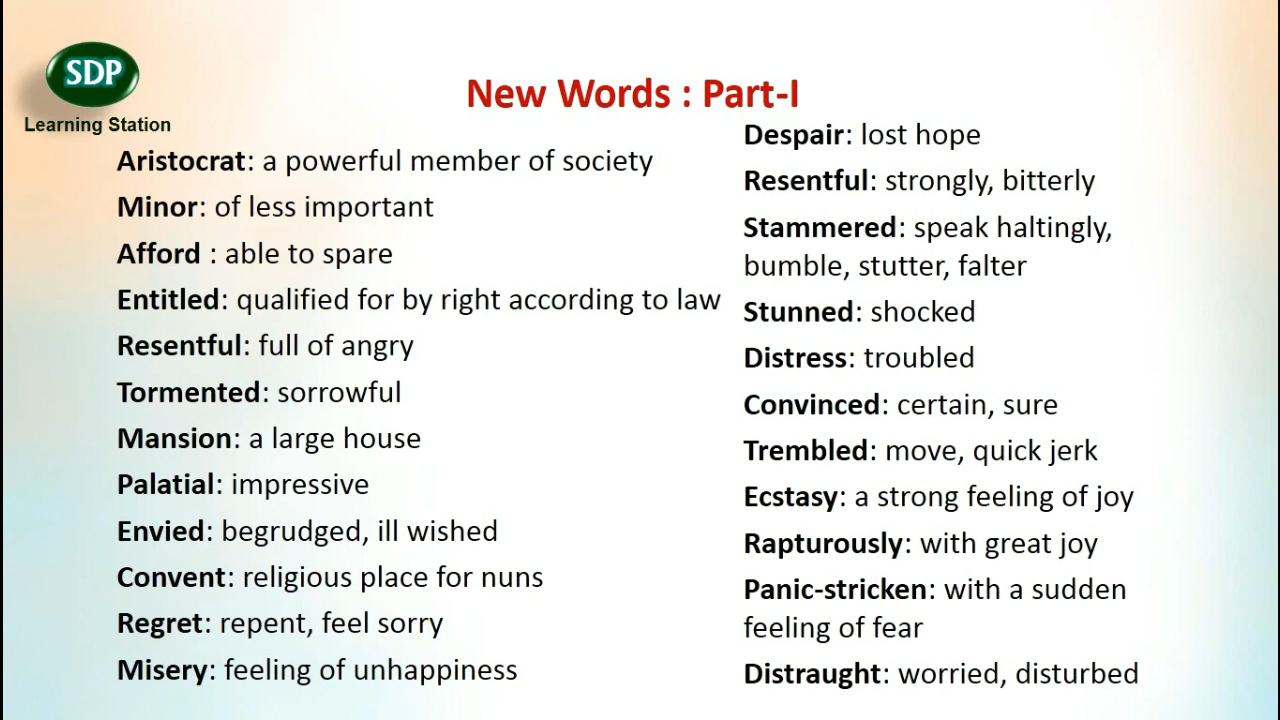 SDP
Learning Station
New Words : Part-I
Aristocrat: a powerful member of society
Minor: of less important
Afford : able to spare
Entitled: qualified for by right according to law
Resentful: full of angry
Tormented: sorrowful
Mansion: a large house
Palatial: impressive
Envied: begrudged, ill wished
Convent: religious place for nuns
Regret: repent, feel sorry
Misery: feeling of unhappiness
Despair: lost hope
Resentful: strongly, bitterly
Stammered: speak haltingly,
bumble, stutter, falter
Stunned: shocked
Distress: troubled
Convinced: certain, sure
Trembled: move, quick jerk
Ecstasy: a strong feeling of joy
Rapturously: with great joy
Panic-stricken: with a sudden
feeling of fear
Distraught: worried, disturbed